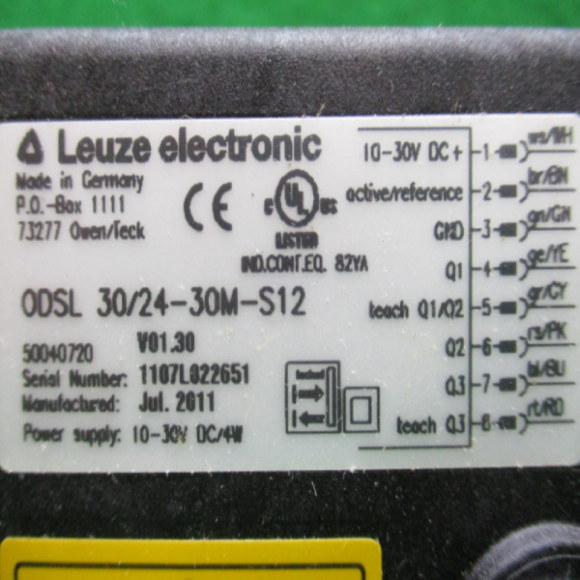 Leuze electronic
Made in Germany
P.O.-Box 1111
73277 Owen/Teck
CE
C UL US
LISTED
IND.CONT.EQ. 82YA
ODSL 30/24-30M-S12
50040720 V01.30
Serial Number: 1107L022651
Manufactured: Jul. 2011
Power supply: 10-30V DC/4W
10-30V DC + 1 ws/WH
active/reference 2 br/BN
GND 3 gn/GN
Q1 4 ge/YE
teach Q1/Q2 5 gr/GY
Q2 6 rs/PK
Q3 7 bl/BU
teach Q3 8 rt/RD